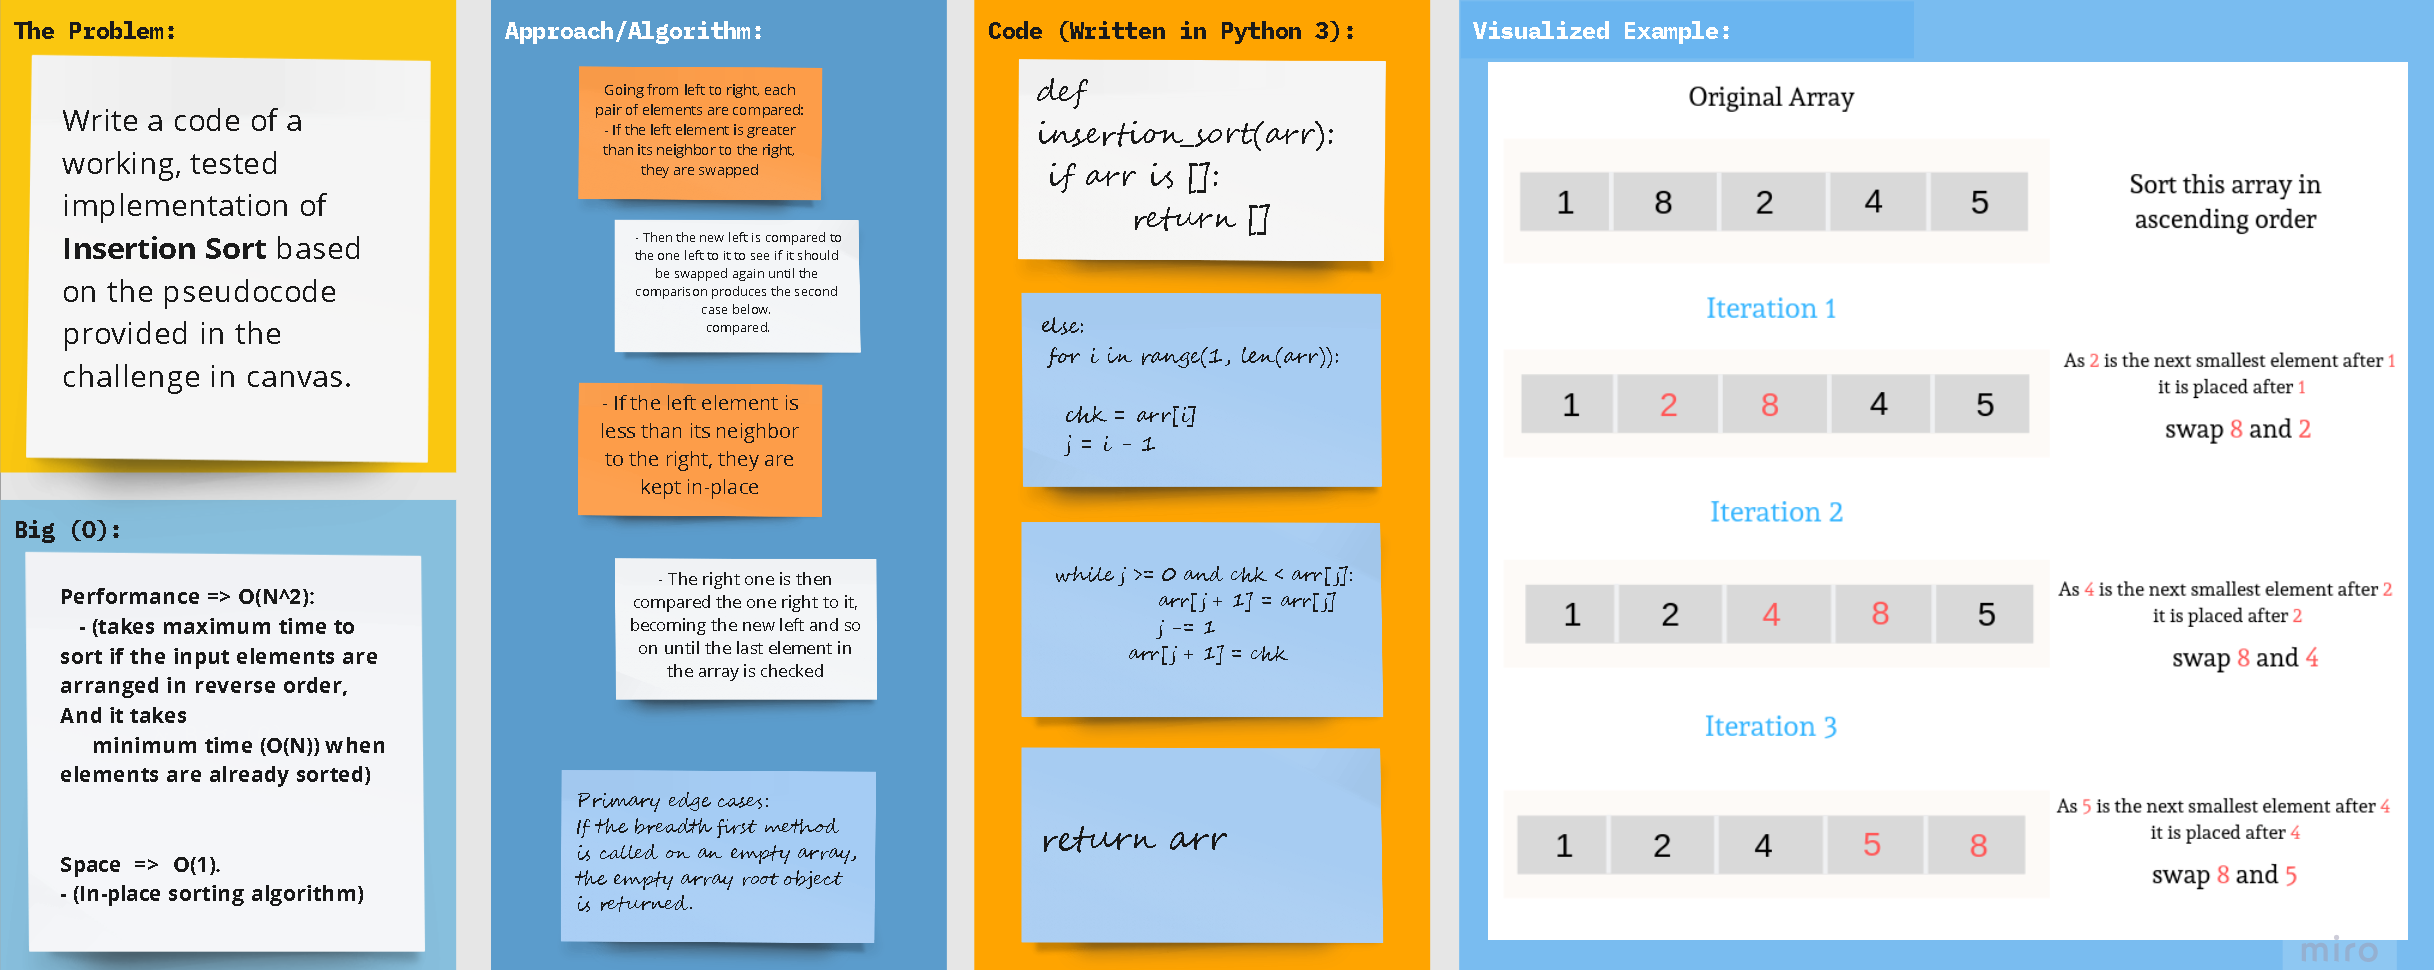 The Problem:
Write a code of a
working, tested
implementation of
Insertion Sort based
on the pseudocode
provided in the
challenge in canvas.
Big (O):
Performance => O(N^2):
- (takes maximum time to
sort if the input elements are
arranged in reverse order,
And it takes
minimum time (O(N)) when
elements are already sorted)
Space => O(1).
- (In-place sorting algorithm)
Approach/Algorithm:
Going from left to right, each
pair of elements are compared:
- If the left element is greater
than its neighbor to the right,
they are swapped
- Then the new left is compared to
the one left to it to see if it should
be swapped again until the
comparison produces the second
case below.
compared.
- If the left element is
less than its neighbor
to the right, they are
kept in-place
- The right one is then
compared the one right to it,
becoming the new left and so
on until the last element in
the array is checked
Primary edge cases:
If the breadth first method
is called on an empty array,
the empty array root object
is returned.
Code (Written in Python 3):
def
insertion_sort(arr):
if arr is []:
return []
else:
for i in range(1, len(arr)):
chk = arr[i]
j = i - 1
while j >= 0 and chk < arr[j]:
arr[j + 1] = arr[j]
j -= 1
arr[j + 1] = chk
return arr
Visualized Example:
Original Array
1 8 2 4 5
Sort this array in
ascending order
Iteration 1
1 2 8 4 5
As 2 is the next smallest element after 1
it is placed after 1
swap 8 and 2
Iteration 2
1 2 4 8 5
As 4 is the next smallest element after 2
it is placed after 2
swap 8 and 4
Iteration 3
1 2 4 5 8
As 5 is the next smallest element after 4
it is placed after 4
swap 8 and 5
miro